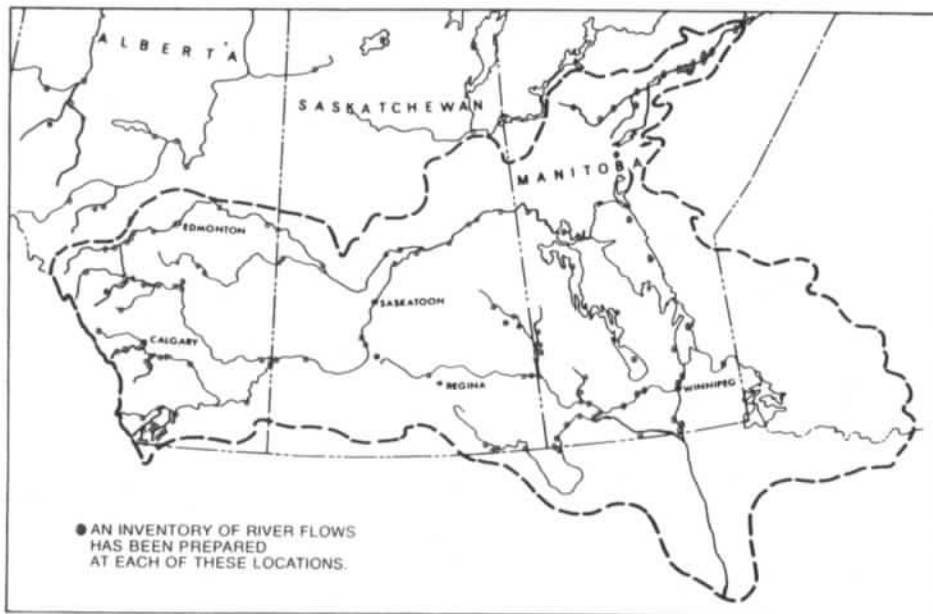 ALBERTA
SASKATCHEWAN
MANITOBA
EDMONTON
SASKATOON
CALGARY
REGINA
WINNIPEG
AN INVENTORY OF RIVER FLOWS
HAS BEEN PREPARED
AT EACH OF THESE LOCATIONS.